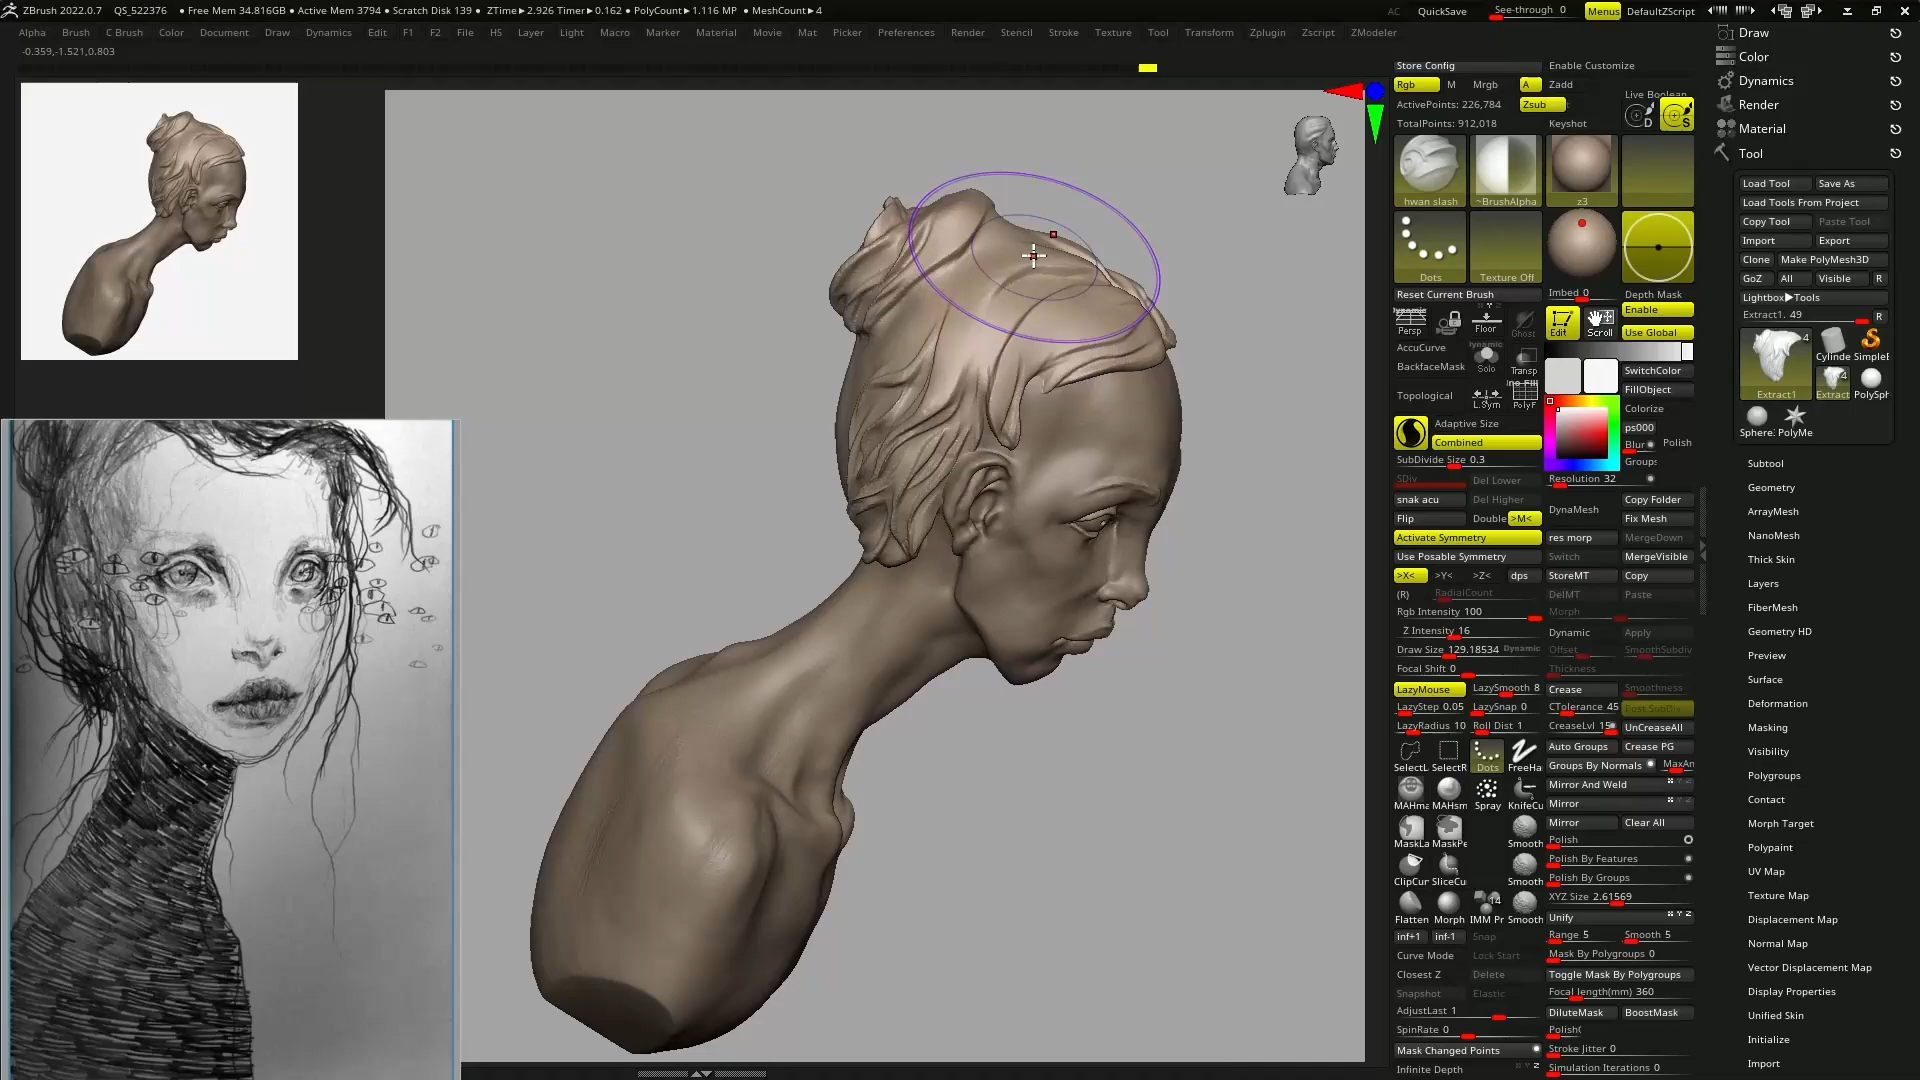 ZBrush 2022.0.7 QS_522376 ● Free Mem 34.816GB ● Active Mem 3794 ● Scratch Disk 139 ● ZTime▶2.926 Timer▶0.162 ● PolyCount▶1.116 MP ● MeshCount▶4
AC QuickSave See-through 0 Menus DefaultZScript
Alpha Brush C Brush Color Document Draw Dynamics Edit F1 F2 File HS Layer Light Macro Marker Material Movie Mat Picker Preferences Render Stencil Stroke Texture Tool Transform Zplugin Zscript ZModeler
-0.359,-1.521,0.803
Store Config Enable Customize
Rgb M Mrgb A Zadd
Live Boolean
ActivePoints: 226,784 Zsub
TotalPoints: 912,018 Keyshot
D S
hwan slash ~BrushAlpha z3
Dots Texture Off
Reset Current Brush Imbed 0 Depth Mask
Enable
Dynamic
Persp Floor Ghost Edit Scroll Use Global
AccuCurve Dynamic
BackfaceMask Solo Transp SwitchColor
Topological L.Sym PolyF FillObject
Colorize
Adaptive Size ps000
Combined Blur Polish
SubDivide Size 0.3 Groups
SDiv Del Lower Resolution 32
snak acu Del Higher Copy Folder
DynaMesh
Flip Double >M< Fix Mesh
Activate Symmetry res morp MergeDown
Use Posable Symmetry Switch MergeVisible
>X< >Y< >Z< dps StoreMT Copy
(R) RadialCount DelMT Paste
Rgb Intensity 100 Morph
Z Intensity 16 Dynamic Apply
Draw Size 129.18534 Dynamic Offset SmoothSubdiv
Focal Shift 0 Thickness
LazyMouse LazySmooth 8 Crease Smoothness
LazyStep 0.05 LazySnap 0 CTolerance 45
LazyRadius 10 Roll Dist 1 CreaseLvl 15 UnCreaseAll
Auto Groups Crease PG
SelectL SelectR Dots FreeHa Groups By Normals MaxAn
Mirror And Weld
MAHma MAHsm Spray KnifeCu Mirror
Mirror Clear All
MaskLa MaskPe Smooth Polish
Polish By Features
ClipCur SliceCu Smooth Polish By Groups
XYZ Size 2.61569
14
Flatten Morph IMM Pr Smooth Unify
inf+1 inf-1 Snap Range 5 Smooth 5
Curve Mode Lock Start Mask By Polygroups 0
Closest Z Delete Toggle Mask By Polygroups
Snapshot Elastic Focal length(mm) 360
AdjustLast 1 DiluteMask BoostMask
SpinRate 0
Mask Changed Points Stroke Jitter 0
Infinite Depth Simulation Iterations 0
Draw
Color
Dynamics
Render
Material
Tool
Load Tool Save As
Load Tools From Project
Copy Tool Paste Tool
Import Export
Clone Make PolyMesh3D
GoZ All Visible R
Lightbox▶Tools
Extract1. 49 R
4
Cylinde SimpleB
4
Extract1 Extract PolySph
Sphere: PolyMe
Subtool
Geometry
ArrayMesh
NanoMesh
Thick Skin
Layers
FiberMesh
Geometry HD
Preview
Surface
Deformation
Masking
Visibility
Polygroups
Contact
Morph Target
Polypaint
UV Map
Texture Map
Displacement Map
Normal Map
Vector Displacement Map
Display Properties
Unified Skin
Initialize
Import